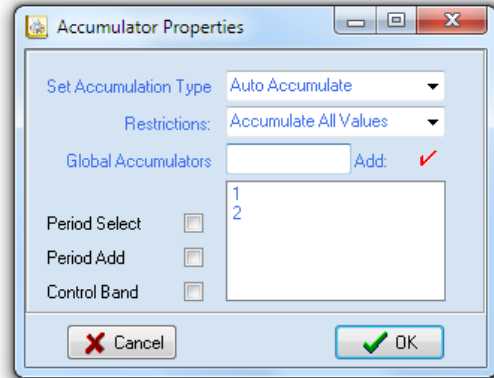 Accumulator Properties
Set Accumulation Type Auto Accumulate
Restrictions: Accumulate All Values
Global Accumulators Add:
1
2
Period Select
Period Add
Control Band
Cancel OK